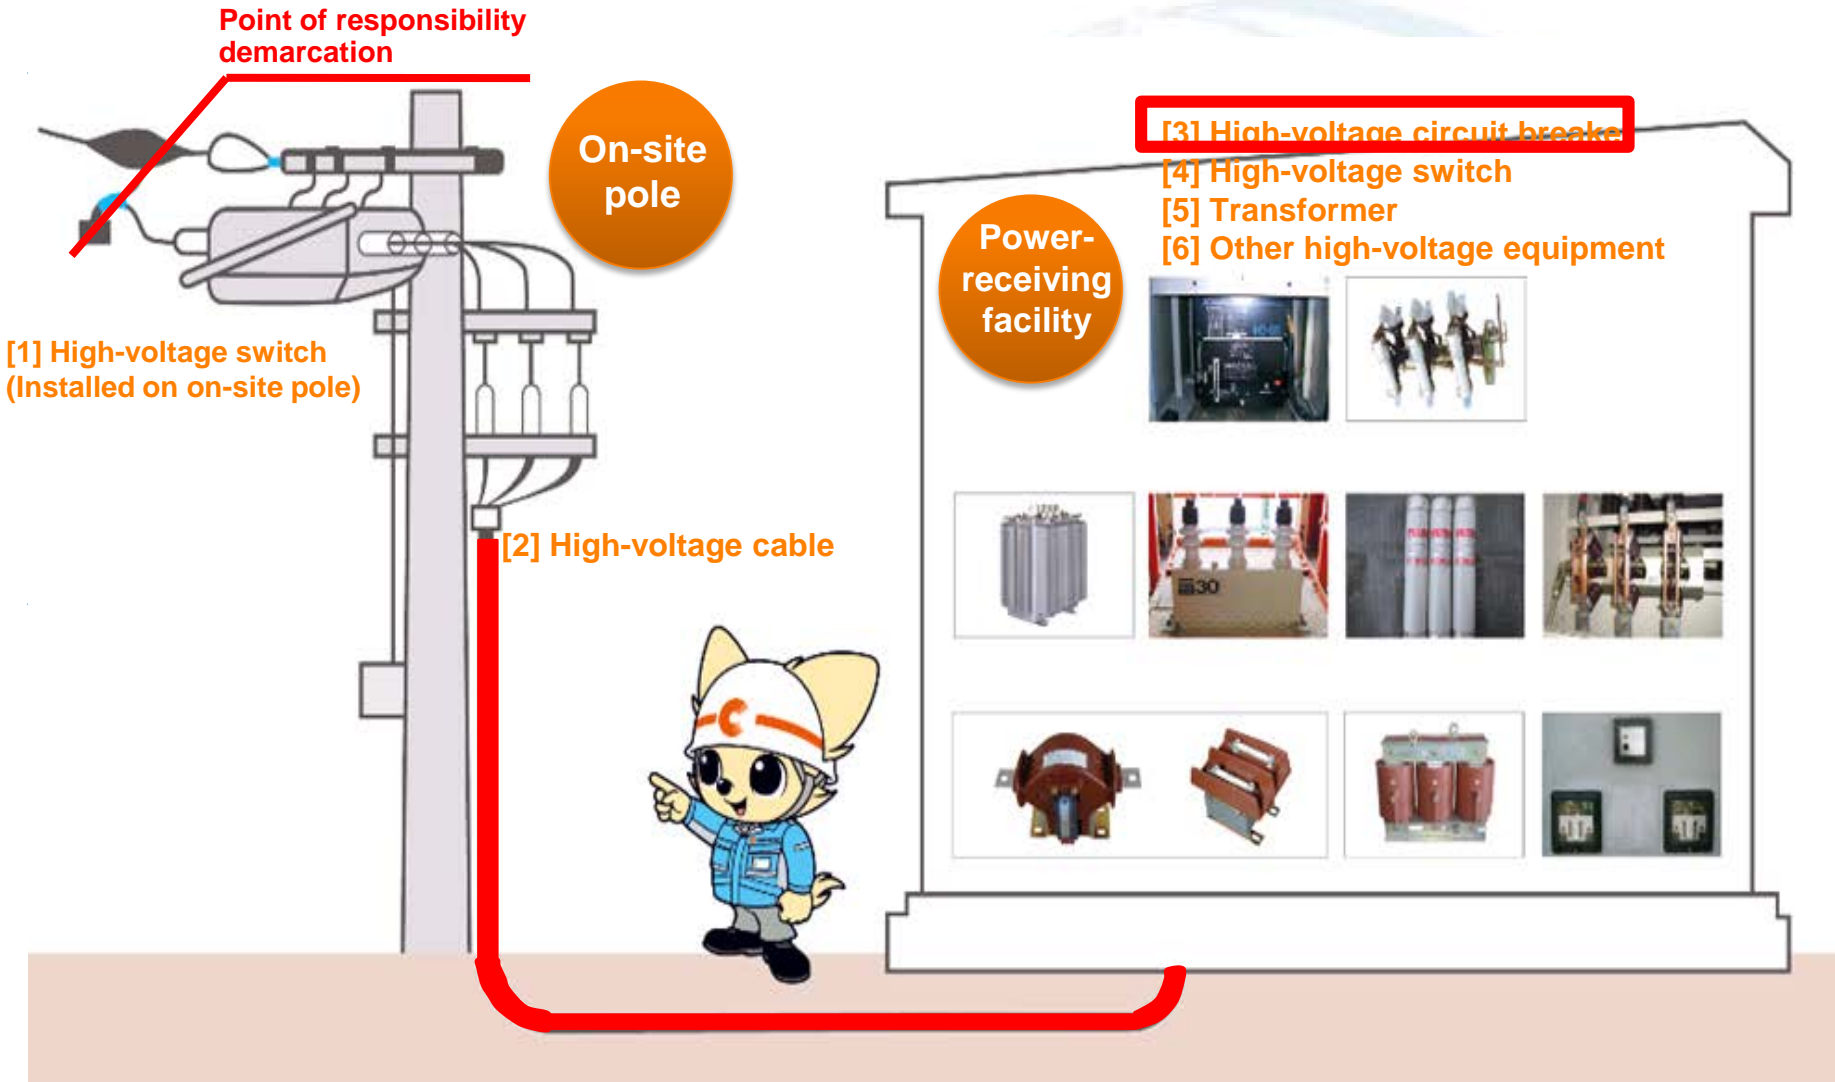 Point of responsibility
demarcation
On-site
pole
[1] High-voltage switch
(Installed on on-site pole)
[2] High-voltage cable
Power-
receiving
facility
[3] High-voltage circuit breake
[4] High-voltage switch
[5] Transformer
[6] Other high-voltage equipment
30
C